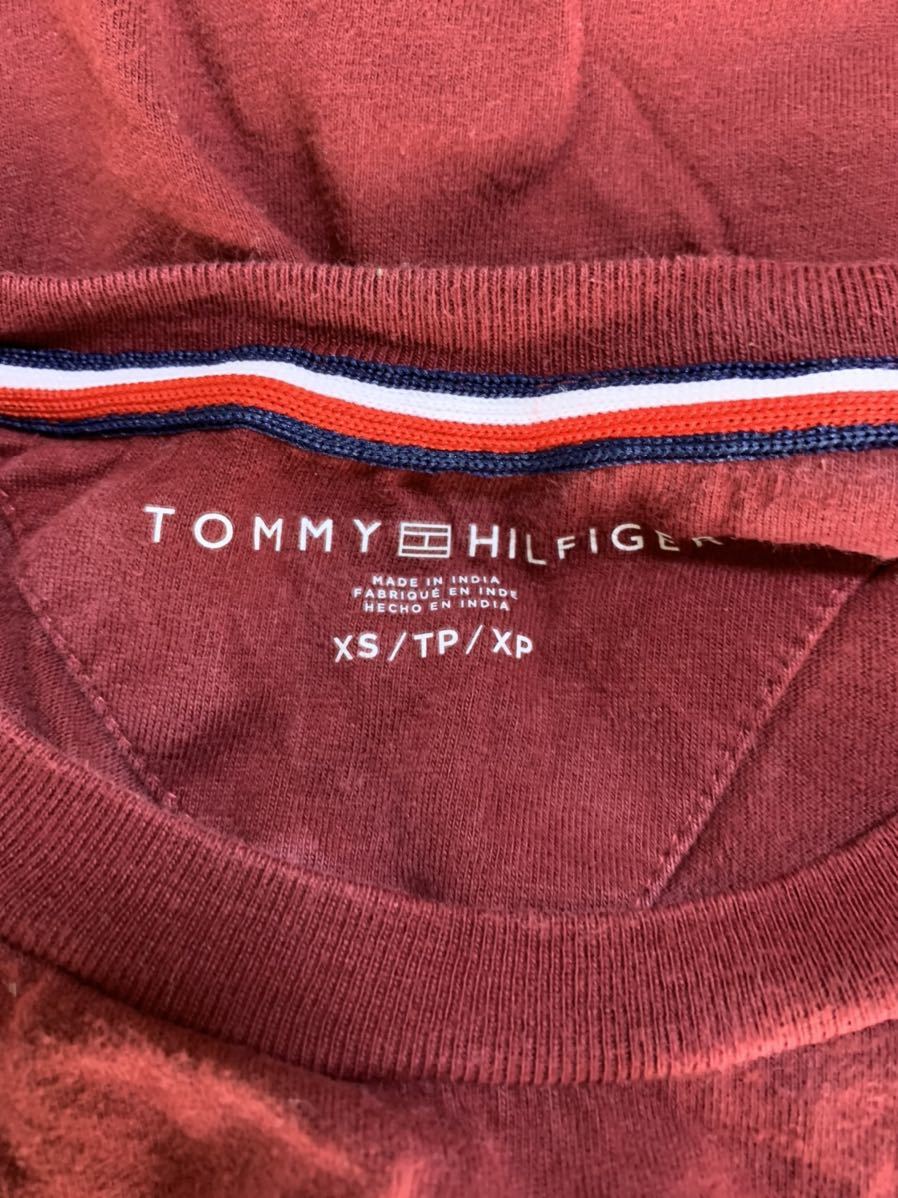 TOMMY HILFIGER
MADE IN INDIA
FABRIQUÉ EN INDE
HECHO EN INDIA
XS/TP/XP